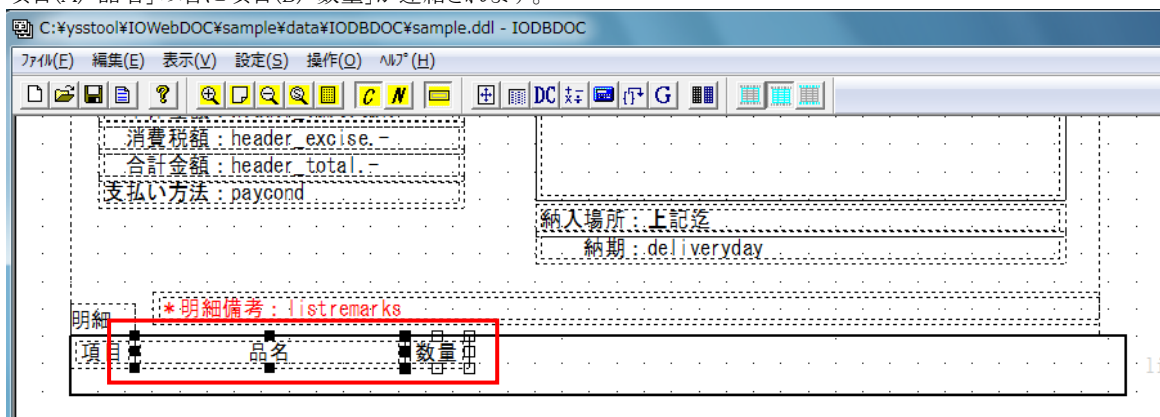 C:¥ysstool¥IOWebDOC¥sample¥data¥IODBDOC¥sample.ddl - IODBDOC
ファイル(F) 編集(E) 表示(V) 設定(S) 操作(O) ヘルプ(H)
C N DC G
消費税額：header_excise.-
合計金額：header_total.-
支払い方法：paycond
納入場所：上記迄
納期：deliveryday
*明細備考：listremarks
明細
項目 品名 数量